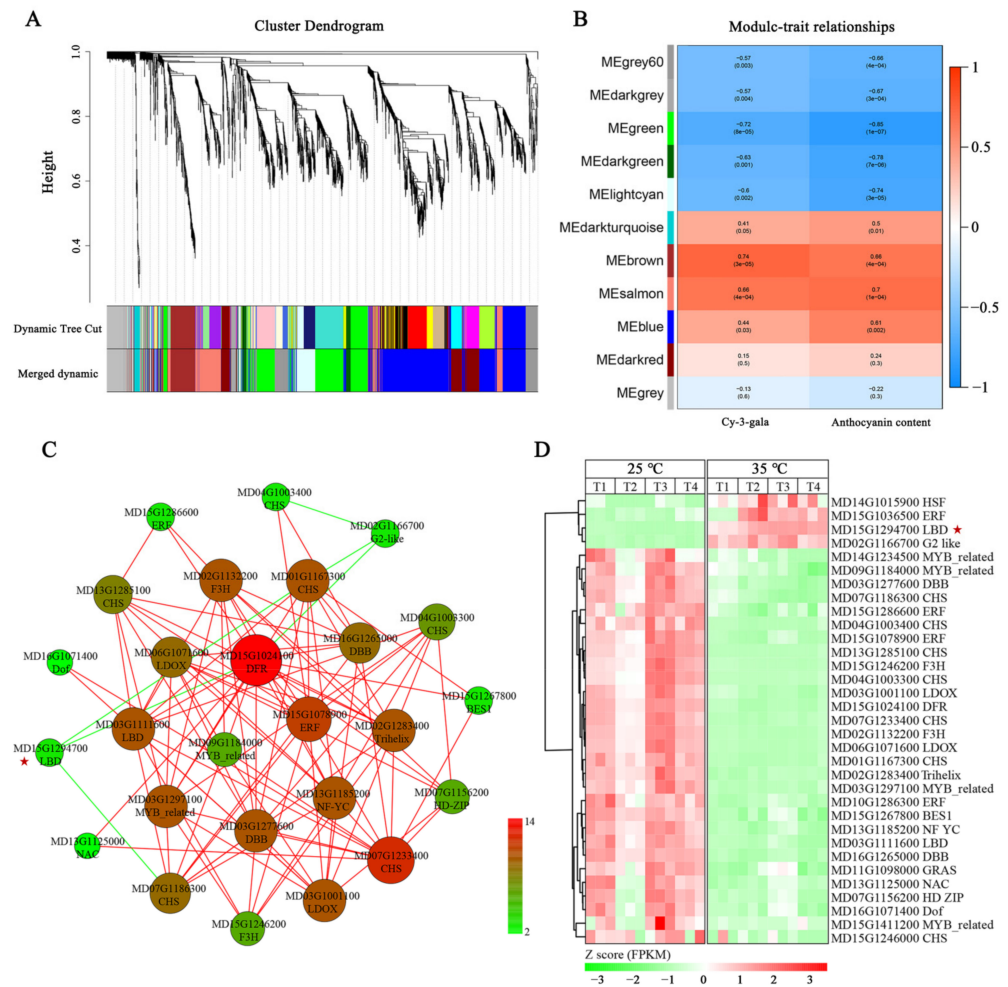 A
Cluster Dendrogram
Height
1.0
0.8
0.6
0.4
Dynamic Tree Cut
Merged dynamic
B
Modulc-trait relationships
MEgrey60
−0.57
(0.003)
−0.66
(4e−04)
MEdarkgrey
−0.57
(0.004)
−0.67
(3e−04)
MEgreen
−0.72
(8e−05)
−0.85
(1e−07)
MEdarkgreen
−0.63
(0.001)
−0.78
(7e−06)
MElightcyan
−0.6
(0.002)
−0.74
(3e−05)
MEdarkturquoise
0.41
(0.05)
0.5
(0.01)
MEbrown
0.74
(3e−05)
0.66
(4e−04)
MEsalmon
0.66
(4e−04)
0.7
(1e−04)
MEblue
0.44
(0.03)
0.61
(0.002)
MEdarkred
0.15
(0.5)
0.24
(0.3)
MEgrey
−0.13
(0.6)
−0.22
(0.3)
Cy-3-gala
Anthocyanin content
1
0.5
0
−0.5
−1
C
MD04G1003400
CHS
MD15G1286600
ERF
MD02G1166700
G2-like
MD02G1132200
F3H
MD01G1167300
CHS
MD13G1285100
CHS
MD04G1003300
CHS
MD16G1265000
DBB
MD06G1071600
LDOX
MD15G1024100
DFR
MD16G1071400
Dof
MD15G1267800
BES1
MD03G1111600
LBD
MD15G1078900
ERF
MD02G1283400
Trihelix
MD15G1294700
LBD
MD09G1184000
MYB_related
MD03G1297100
MYB_related
MD13G1185200
NF-YC
MD07G1156200
HD-ZIP
MD03G1277600
DBB
MD13G1125000
NAC
MD07G1233400
CHS
MD07G1186300
CHS
MD03G1001100
LDOX
MD15G1246200
F3H
14
2
D
25 ℃
35 ℃
T1 T2 T3 T4 T1 T2 T3 T4
MD14G1015900 HSF
MD15G1036500 ERF
MD15G1294700 LBD ★
MD02G1166700 G2 like
MD14G1234500 MYB_related
MD09G1184000 MYB_related
MD03G1277600 DBB
MD07G1186300 CHS
MD15G1286600 ERF
MD04G1003400 CHS
MD15G1078900 ERF
MD13G1285100 CHS
MD15G1246200 F3H
MD04G1003300 CHS
MD03G1001100 LDOX
MD15G1024100 DFR
MD07G1233400 CHS
MD02G1132200 F3H
MD06G1071600 LDOX
MD01G1167300 CHS
MD02G1283400 Trihelix
MD03G1297100 MYB_related
MD10G1286300 ERF
MD15G1267800 BES1
MD13G1185200 NF YC
MD03G1111600 LBD
MD16G1265000 DBB
MD11G1098000 GRAS
MD13G1125000 NAC
MD07G1156200 HD ZIP
MD16G1071400 Dof
MD15G1411200 MYB_related
MD15G1246000 CHS
Z score (FPKM)
−3 −2 −1 0 1 2 3